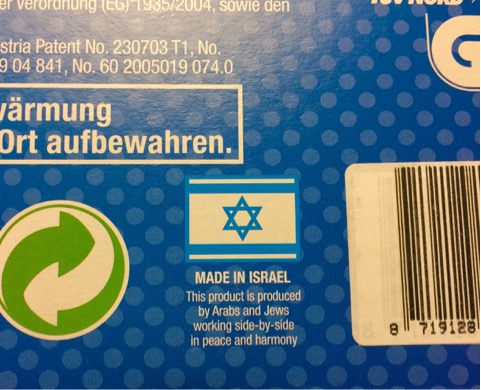 er Verordnung (EG) 1935/2004, sowie den
TÜV NORD
stria Patent No. 230703 T1, No.
9 04 841, No. 60 2005019 074.0
wärmung
Ort aufbewahren.
MADE IN ISRAEL
This product is produced
by Arabs and Jews
working side-by-side
in peace and harmony
8 719128